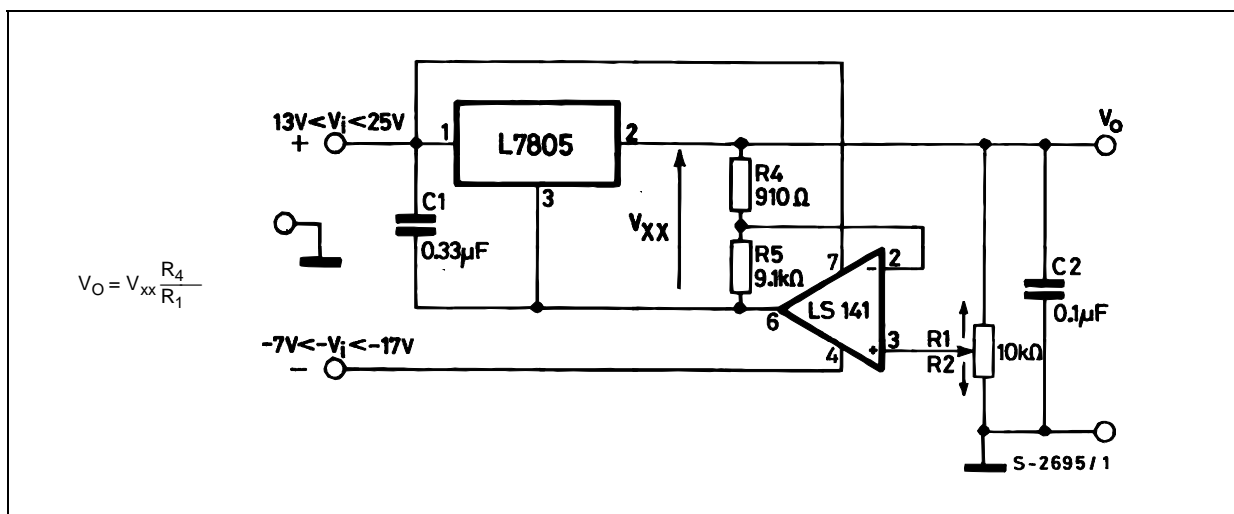 13V<Vi<25V
+
1
L7805
2
3
C1
0.33µF
VXX
R4
910Ω
R5
9.1kΩ
7
2
-
LS 141
6
3
+
4
R1
R2
10kΩ
C2
0.1µF
Vo
VO = Vxx R4
R1
-7V<-Vi<-17V
−
S-2695/1